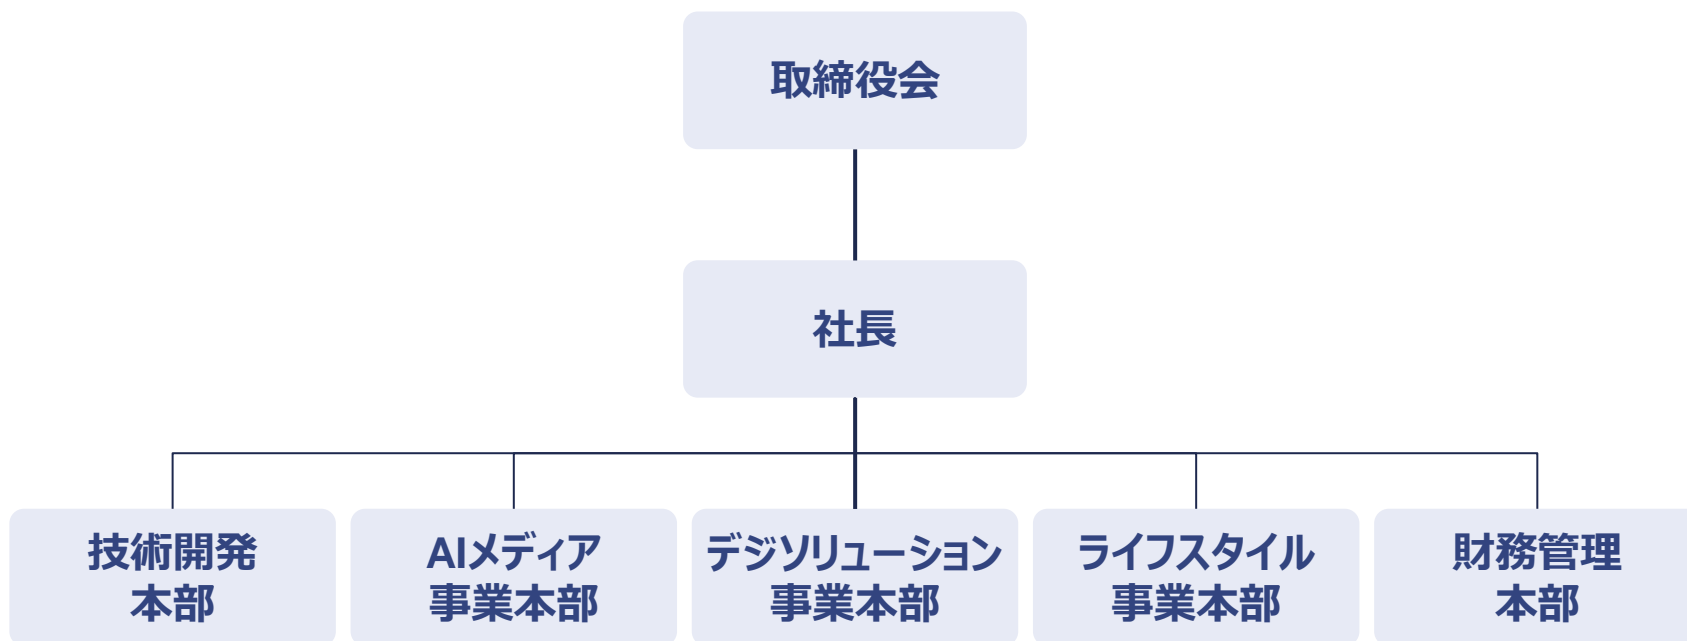 取締役会
社長
技術開発
本部
AIメディア
事業本部
デジソリューション
事業本部
ライフスタイル
事業本部
財務管理
本部